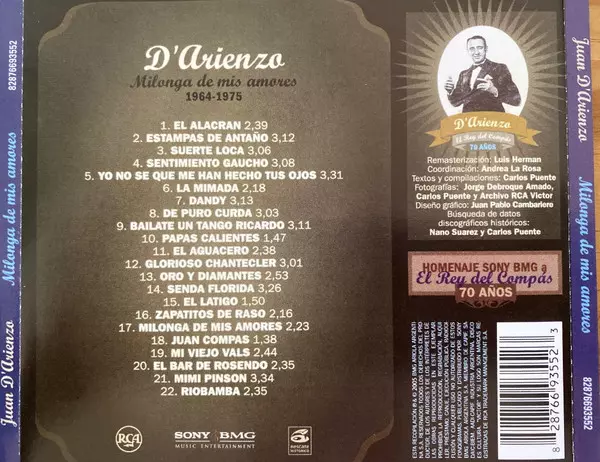 82876693552
Milonga de mis amores
Juan D'Arienzo
D'Arienzo
Milonga de mis amores
1964-1975
1. EL ALACRAN 2,39
2. ESTAMPAS DE ANTAÑO 3,12
3. SUERTE LOCA 3,06
4. SENTIMIENTO GAUCHO 3,08
5. YO NO SE QUE ME HAN HECHO TUS OJOS 3,31
6. LA MIMADA 2,18
7. DANDY 3,13
8. DE PURO CURDA 3,03
9. BAILATE UN TANGO RICARDO 3,11
10. PAPAS CALIENTES 1,47
11. EL AGUACERO 2,38
12. GLORIOSO CHANTECLER 3,01
13. ORO Y DIAMANTES 2,53
14. SENDA FLORIDA 3,26
15. EL LATIGO 1,50
16. ZAPATITOS DE RASO 2,16
17. MILONGA DE MIS AMORES 2,23
18. JUAN COMPAS 2,35
19. MI VIEJO VALS 2,44
20. EL BAR DE ROSENDO 2,35
21. MIMI PINSON 3,34
22. RIOBAMBA 2,35
RCA
SONY BMG
MUSIC ENTERTAINMENT
D'Arienzo
El Rey del Compás
70 AÑOS
Remasterización: Luis Herman
Coordinación: Andrea La Rosa
Textos y compilaciones: Carlos Puente
Fotografías: Jorge Debroque Amado,
Carlos Puente y Archivo RCA Victor
Diseño gráfico: Juan Pablo Cambariere
Búsqueda de datos
discográficos históricos:
Nano Suarez y Carlos Puente
HOMENAJE SONY BMG a
El Rey del Compás
70 AÑOS
8 28766 93552 3
Juan D'Arienzo
Milonga de mis amores
82876693552